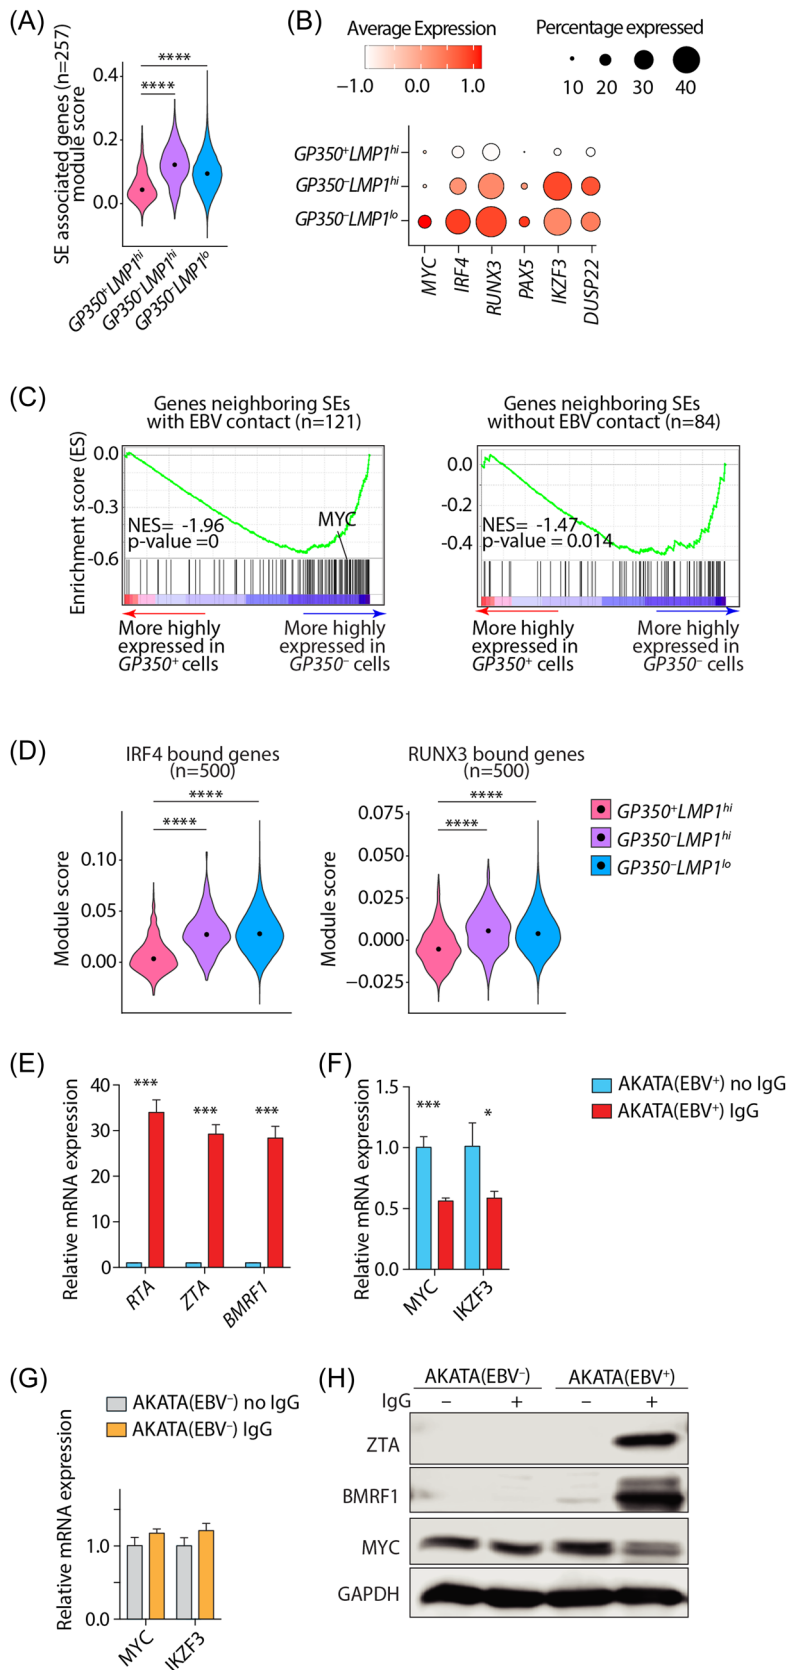 (A)
SE associated genes (n=257)
module score
****
****
0.4
0.2
0.0
GP350⁺LMP1ʰⁱ
GP350⁻LMP1ʰⁱ
GP350⁻LMP1ˡᵒ
(B)
Average Expression
−1.0 0.0 1.0
Percentage expressed
10 20 30 40
GP350⁺LMP1ʰⁱ
GP350⁻LMP1ʰⁱ
GP350⁻LMP1ˡᵒ
MYC
IRF4
RUNX3
PAX5
IKZF3
DUSP22
(C)
Genes neighboring SEs
with EBV contact (n=121)
Enrichment score (ES)
0.0
-0.3
-0.6
NES= -1.96
p-value =0
MYC
More highly
expressed in
GP350⁺ cells
More highly
expressed in
GP350⁻ cells
Genes neighboring SEs
without EBV contact (n=84)
0.0
-0.2
-0.4
NES= -1.47
p-value = 0.014
More highly
expressed in
GP350⁺ cells
More highly
expressed in
GP350⁻ cells
(D)
IRF4 bound genes
(n=500)
****
****
Module score
0.10
0.05
0.00
RUNX3 bound genes
(n=500)
****
****
Module score
0.075
0.050
0.025
0.000
−0.025
GP350⁺LMP1ʰⁱ
GP350⁻LMP1ʰⁱ
GP350⁻LMP1ˡᵒ
(E)
Relative mRNA expression
40
30
20
10
0
*** *** ***
RTA
ZTA
BMRF1
(F)
Relative mRNA expression
1.5
1.0
0.5
0.0
*** *
MYC
IKZF3
AKATA(EBV⁺) no IgG
AKATA(EBV⁺) IgG
(G)
AKATA(EBV⁻) no IgG
AKATA(EBV⁻) IgG
Relative mRNA expression
1.0
0.0
MYC
IKZF3
(H)
AKATA(EBV⁻) AKATA(EBV⁺)
IgG − + − +
ZTA
BMRF1
MYC
GAPDH